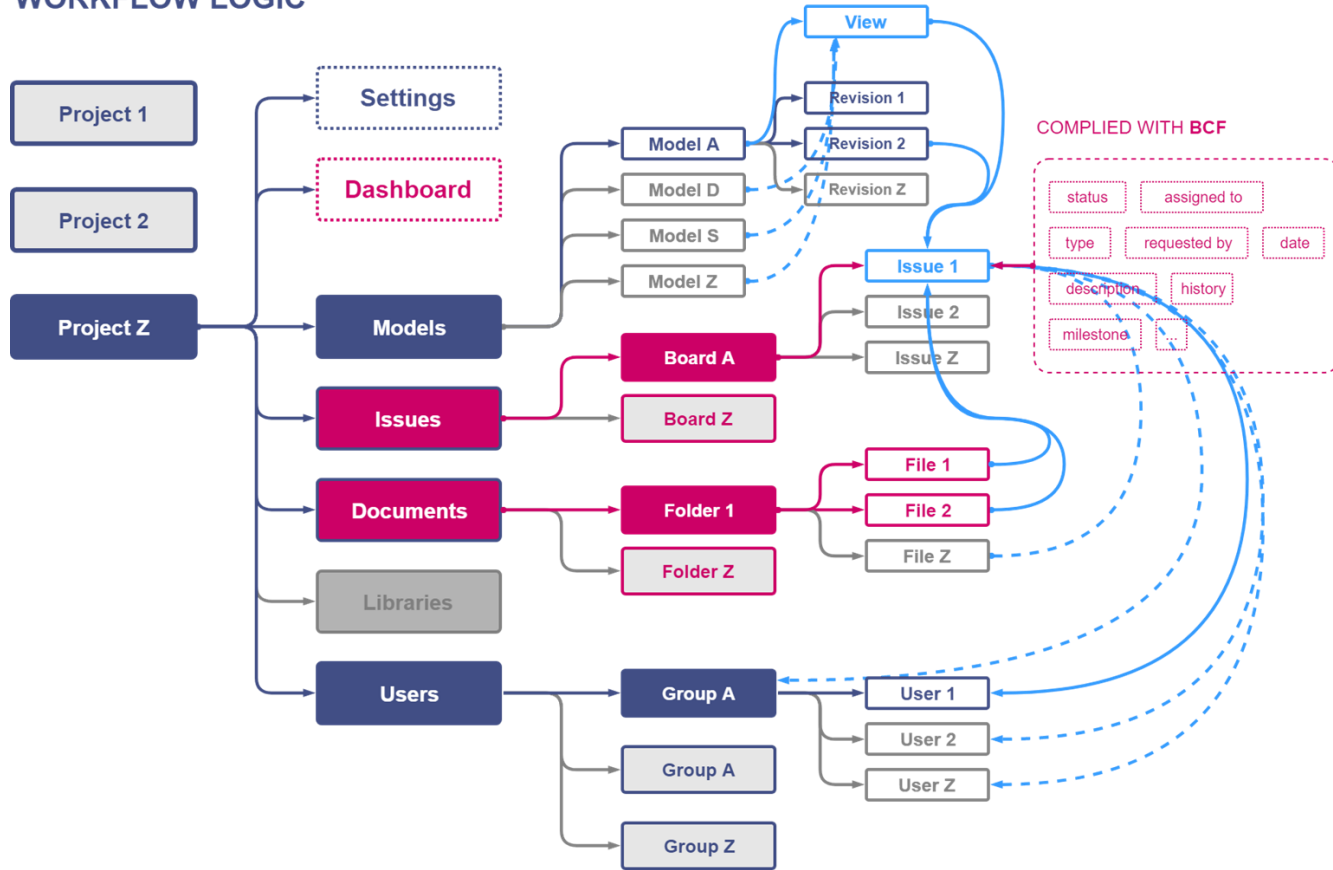 WORKFLOW LOGIC
Project 1
Project 2
Project Z
Settings
Dashboard
Models
Issues
Documents
Libraries
Users
Model A
Model D
Model S
Model Z
Board A
Board Z
Folder 1
Folder Z
Group A
Group A
Group Z
View
Revision 1
Revision 2
Revision Z
Issue 1
Issue 2
Issue Z
File 1
File 2
File Z
User 1
User 2
User Z
COMPLIED WITH BCF
status assigned to
type requested by date
description history
milestone ...